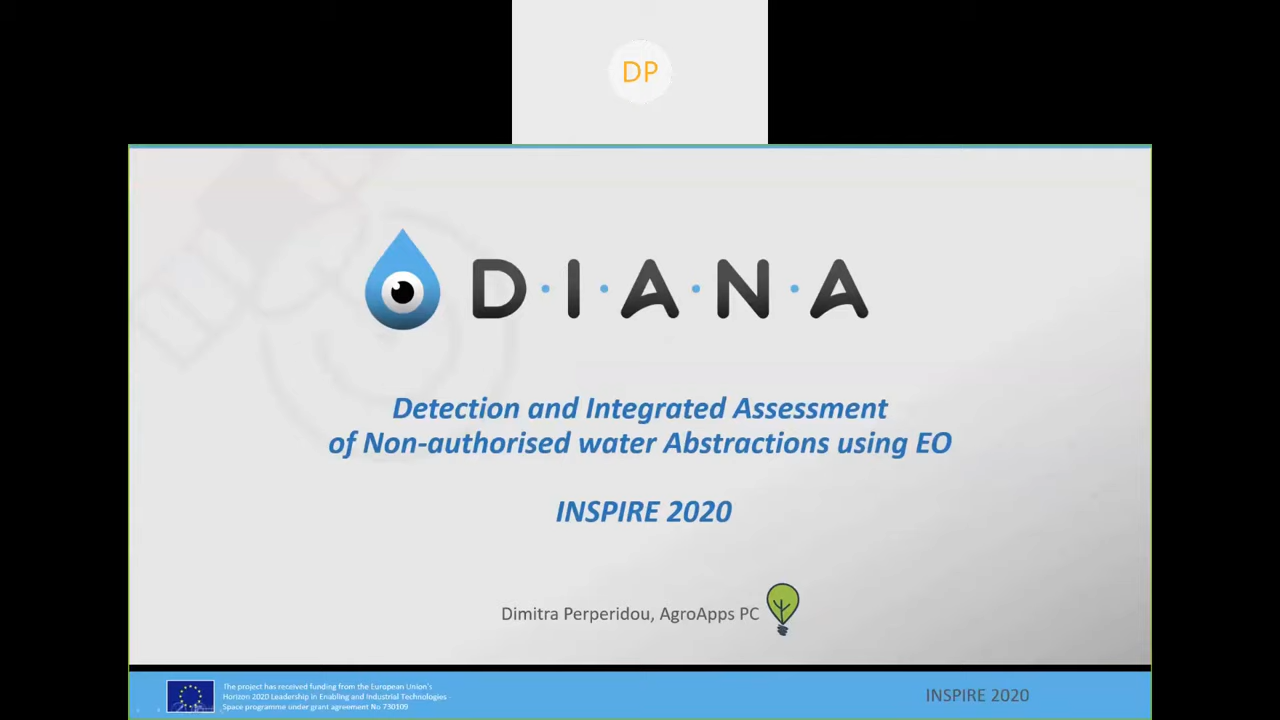 DP
D·I·A·N·A
Detection and Integrated Assessment
of Non-authorised water Abstractions using EO
INSPIRE 2020
Dimitra Perperidou, AgroApps PC
The project has received funding from the European Union's
Horizon 2020 Leadership in Enabling and Industrial Technologies
Space programme under grant agreement No 730109
INSPIRE 2020